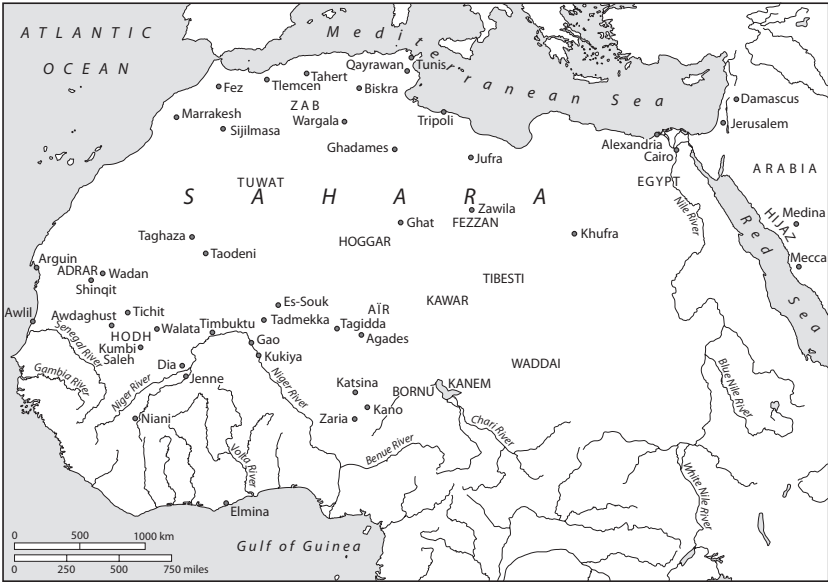 ATLANTIC
OCEAN
Mediterranean Sea
Qayrawan
Tunis
Tahert
Tlemcen
Fez
Biskra
ZAB
Wargala
Marrakesh
Sijilmasa
Tripoli
Damascus
Jerusalem
Alexandria
Cairo
Ghadames
Jufra
EGYPT
ARABIA
TUWAT
SAHARA
Zawila
FEZZAN
Ghat
Nile River
Red Sea
HIJAZ
Medina
Mecca
Taghaza
HOGGAR
Khufra
Taodeni
Arguin
ADRAR
Wadan
Shinqit
TIBESTI
KAWAR
Es-Souk
AÏR
Awlil
Awdaghust
Tichit
Tadmekka
Tagidda
Agades
HODH
Walata
Timbuktu
Senegal River
Kumbi
Saleh
Gao
Kukiya
Gambia River
Dia
Jenne
Niger River
Niger River
WADDAI
Blue Nile River
Katsina
BORNU
KANEM
Kano
Zaria
Niani
Chari River
Benue River
Volta River
White Nile River
Elmina
Gulf of Guinea
0 500 1000 km
0 250 500 750 miles